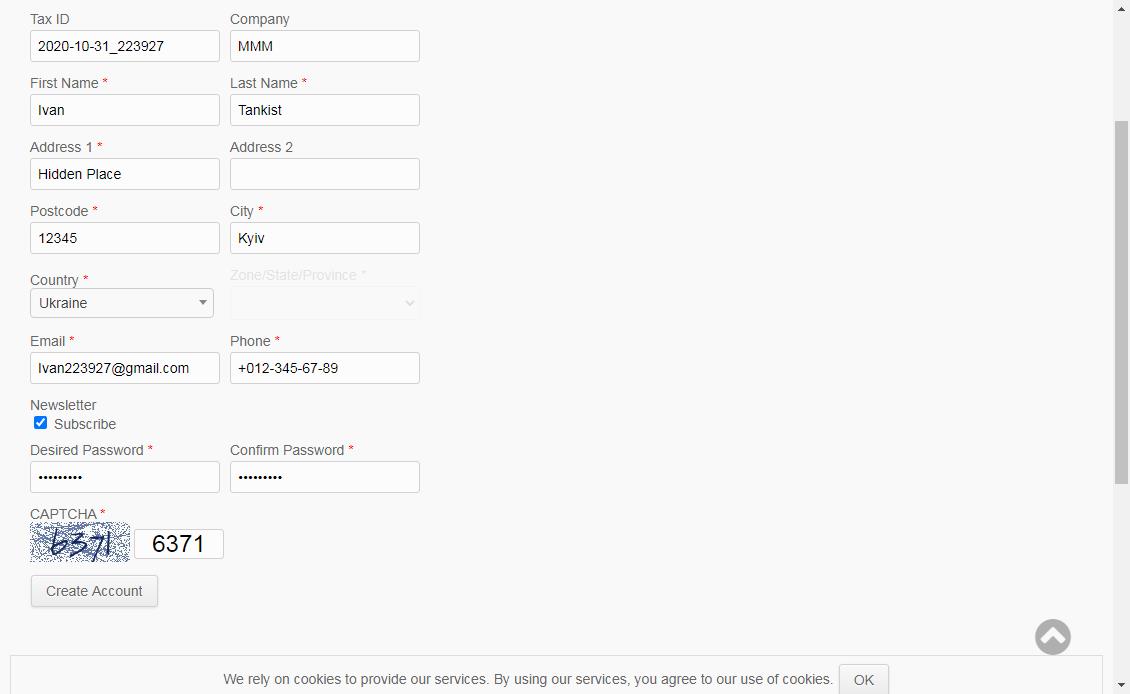 Tax ID Company
2020-10-31_223927 MMM
First Name * Last Name *
Ivan Tankist
Address 1 * Address 2
Hidden Place
Postcode * City *
12345 Kyiv
Country * Zone/State/Province *
Ukraine
Email * Phone *
Ivan223927@gmail.com +012-345-67-89
Newsletter
Subscribe
Desired Password * Confirm Password *
••••••••• •••••••••
CAPTCHA *
6371 6371
Create Account
We rely on cookies to provide our services. By using our services, you agree to our use of cookies. OK